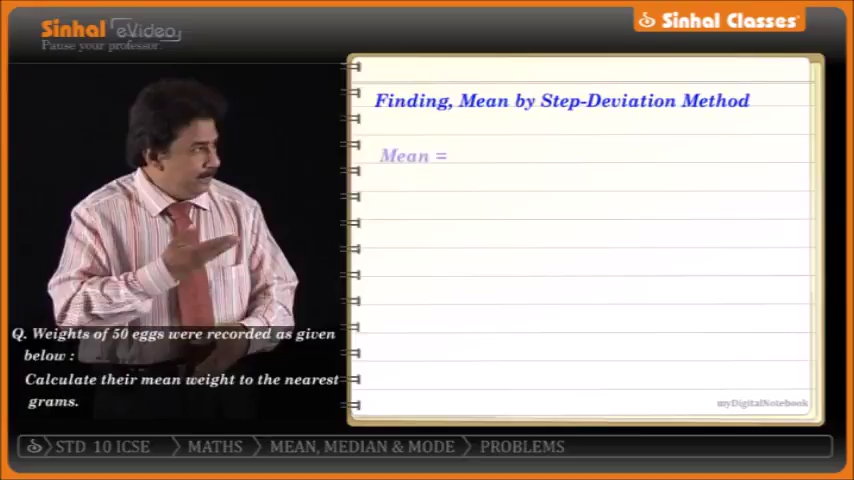 Sinhal eVideo
Pause your professor.
Sinhal Classes
Finding, Mean by Step-Deviation Method
Mean =
Q. Weights of 50 eggs were recorded as given
below :
Calculate their mean weight to the nearest
grams.
myDigitalNotebook
STD 10 ICSE MATHS MEAN, MEDIAN & MODE PROBLEMS